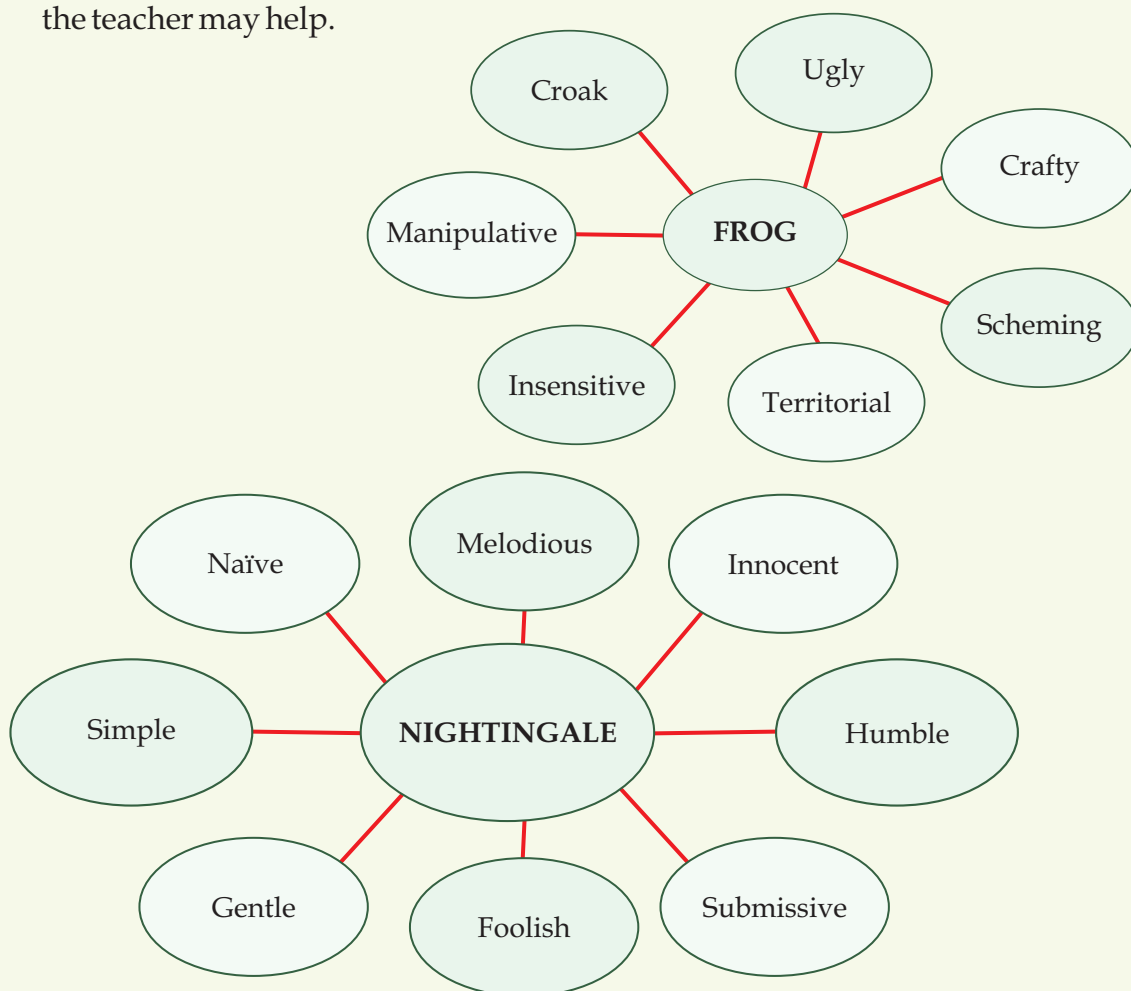 the teacher may help.
Croak
Ugly
Crafty
Manipulative
FROG
Scheming
Insensitive
Territorial
Naïve
Melodious
Innocent
Simple
NIGHTINGALE
Humble
Gentle
Foolish
Submissive